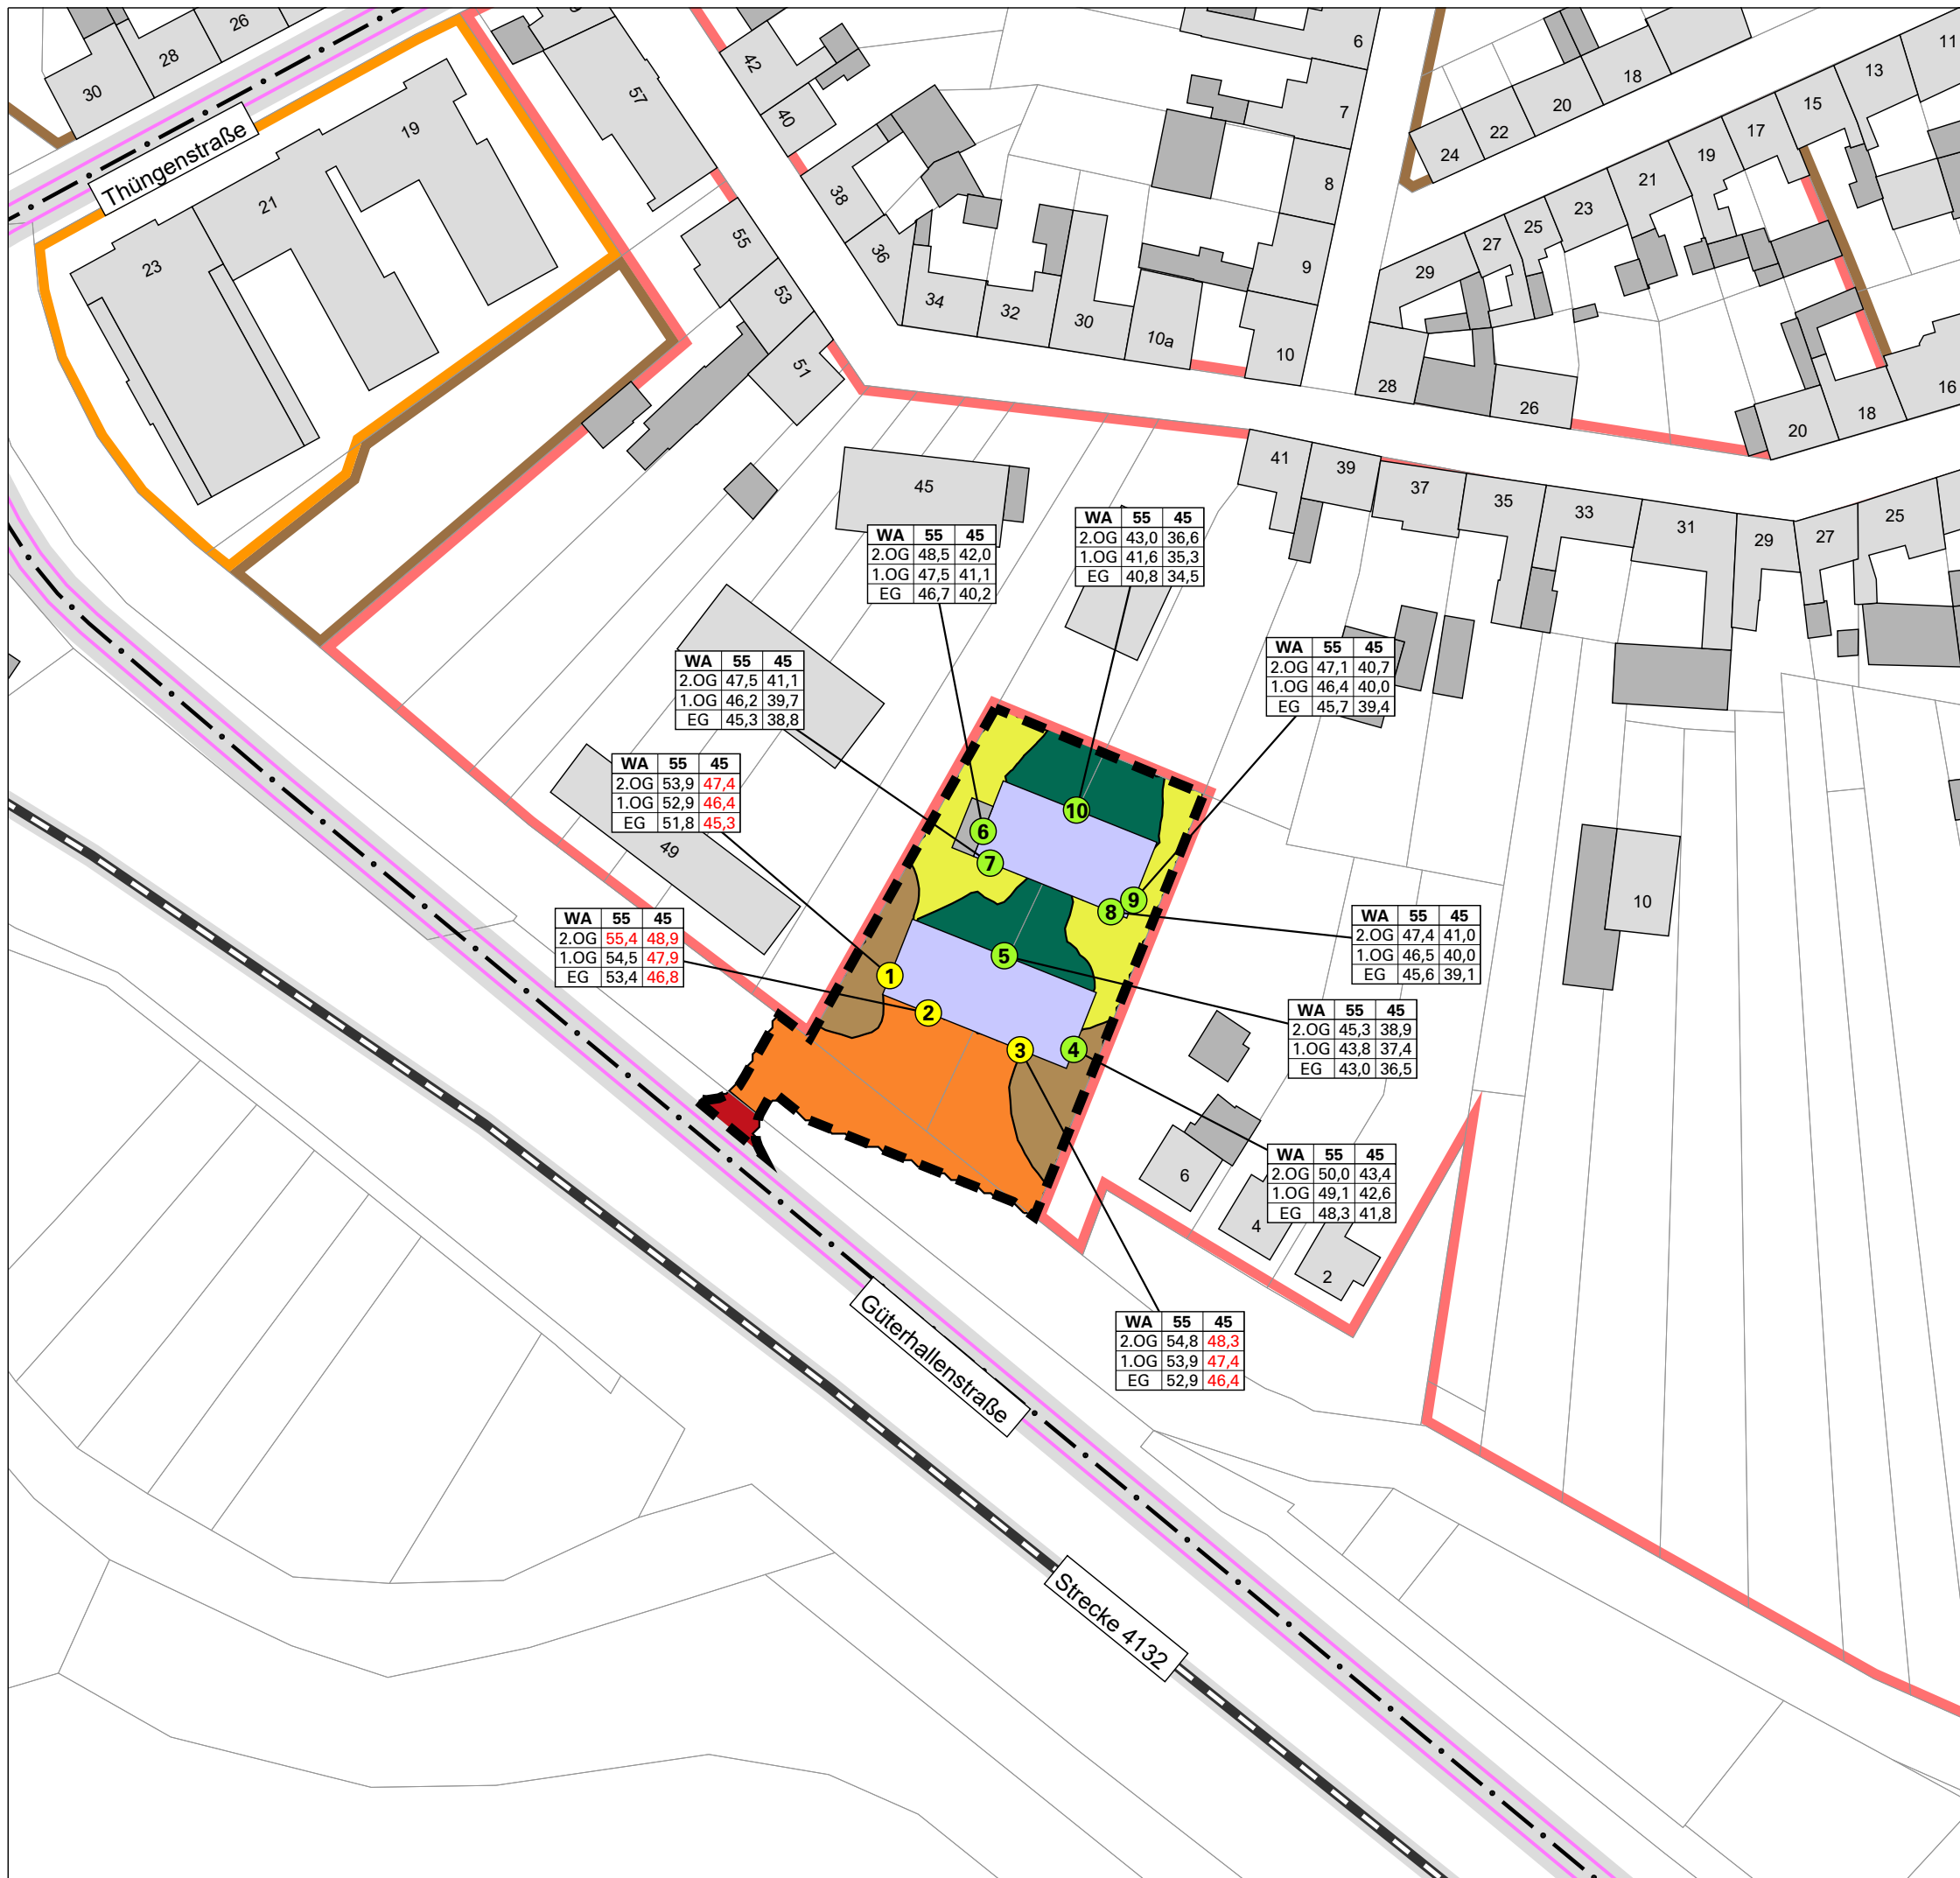 26
28
30
Thüngenstraße
19
21
23
57
42
40
38
36
34
32
30
10a
10
6
7
8
9
55
53
51
11
13
15
17
19
21
23
25
27
29
18
20
22
24
28
26
16
18
20
45
41
39
37
35
33
31
29
27
25
WA 55 45
2.OG 48,5 42,0
1.OG 47,5 41,1
EG 46,7 40,2
WA 55 45
2.OG 43,0 36,6
1.OG 41,6 35,3
EG 40,8 34,5
WA 55 45
2.OG 47,1 40,7
1.OG 46,4 40,0
EG 45,7 39,4
WA 55 45
2.OG 47,5 41,1
1.OG 46,2 39,7
EG 45,3 38,8
WA 55 45
2.OG 53,9 47,4
1.OG 52,9 46,4
EG 51,8 45,3
49
WA 55 45
2.OG 55,4 48,9
1.OG 54,5 47,9
EG 53,4 46,8
10
6
7
9
8
5
1
2
3
4
10
WA 55 45
2.OG 47,4 41,0
1.OG 46,5 40,0
EG 45,6 39,1
WA 55 45
2.OG 45,3 38,9
1.OG 43,8 37,4
EG 43,0 36,5
WA 55 45
2.OG 50,0 43,4
1.OG 49,1 42,6
EG 48,3 41,8
6
4
2
WA 55 45
2.OG 54,8 48,3
1.OG 53,9 47,4
EG 52,9 46,4
Güterhallenstraße
Strecke 4132